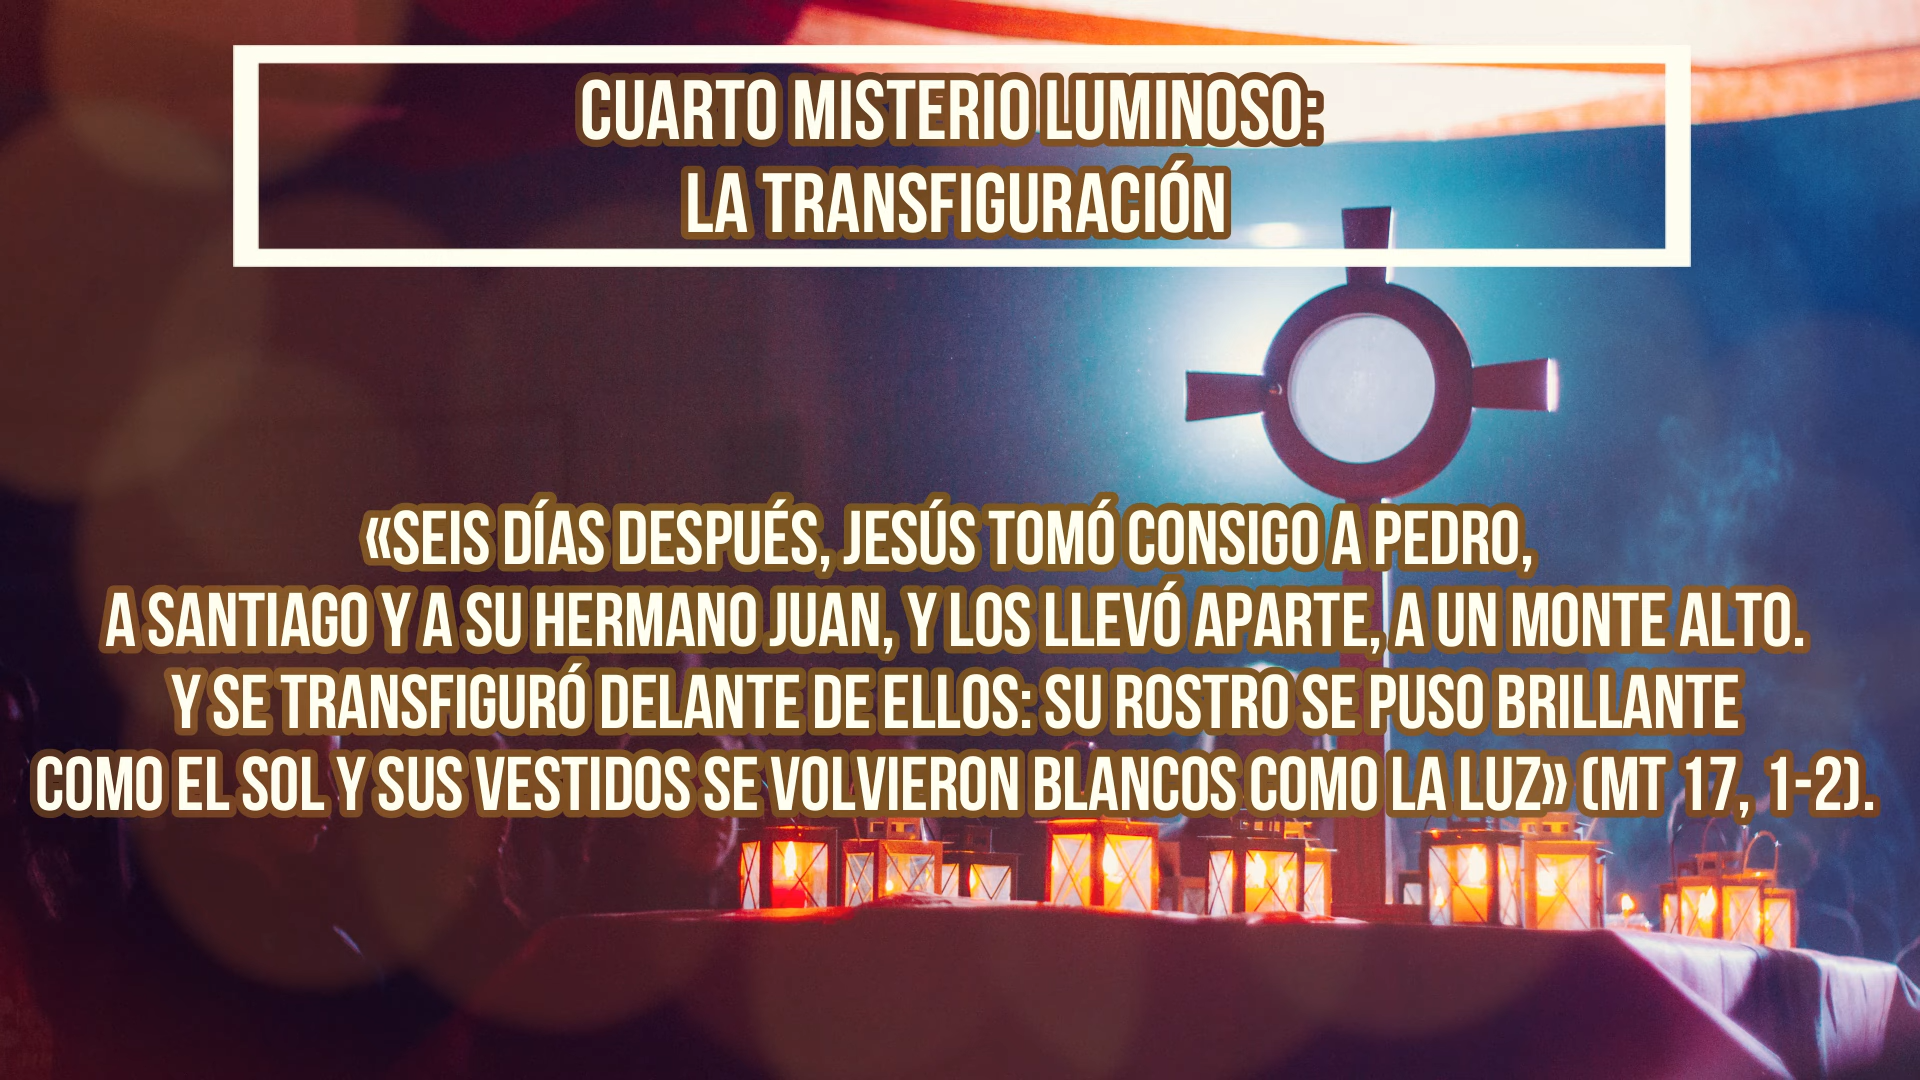 CUARTO MISTERIO LUMINOSO:
LA TRANSFIGURACIÓN
«SEIS DÍAS DESPUÉS, JESÚS TOMÓ CONSIGO A PEDRO,
A SANTIAGO Y A SU HERMANO JUAN, Y LOS LLEVÓ APARTE, A UN MONTE ALTO.
Y SE TRANSFIGURÓ DELANTE DE ELLOS: SU ROSTRO SE PUSO BRILLANTE
COMO EL SOL Y SUS VESTIDOS SE VOLVIERON BLANCOS COMO LA LUZ» (MT 17, 1-2).